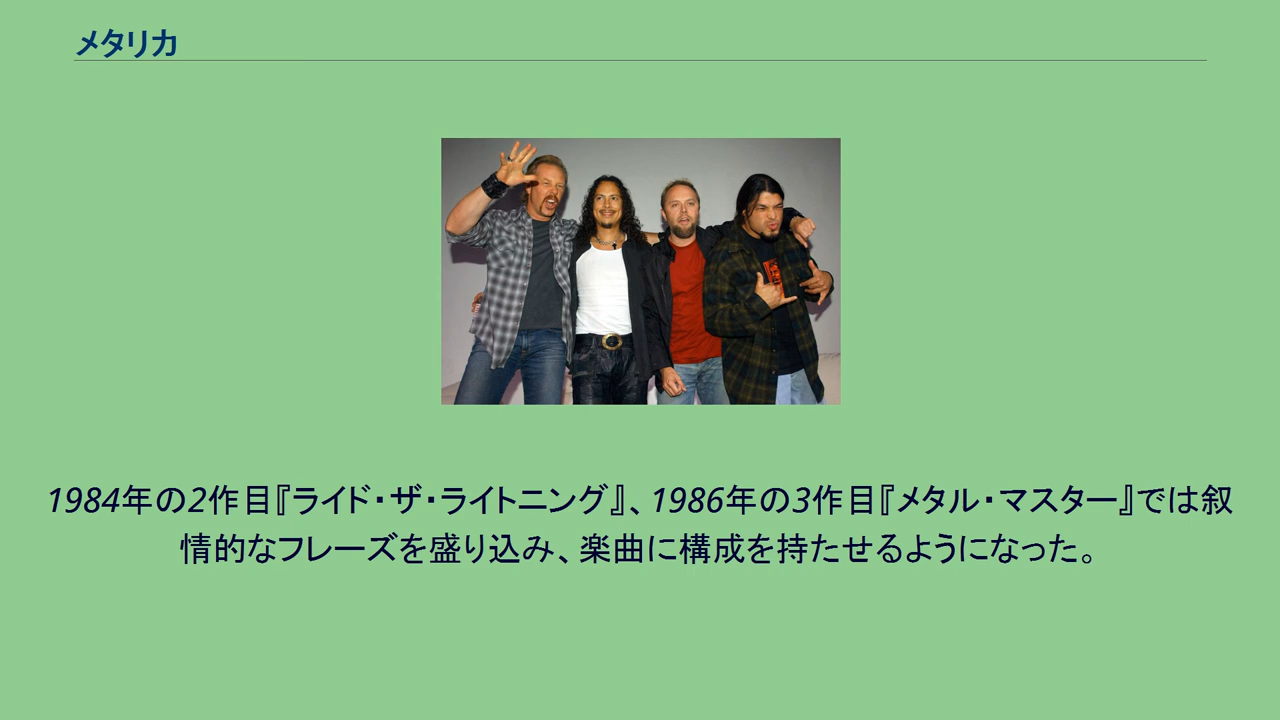 メタリカ
1984年の2作目『ライド・ザ・ライトニング』、1986年の3作目『メタル・マスター』では叙
情的なフレーズを盛り込み、楽曲に構成を持たせるようになった。